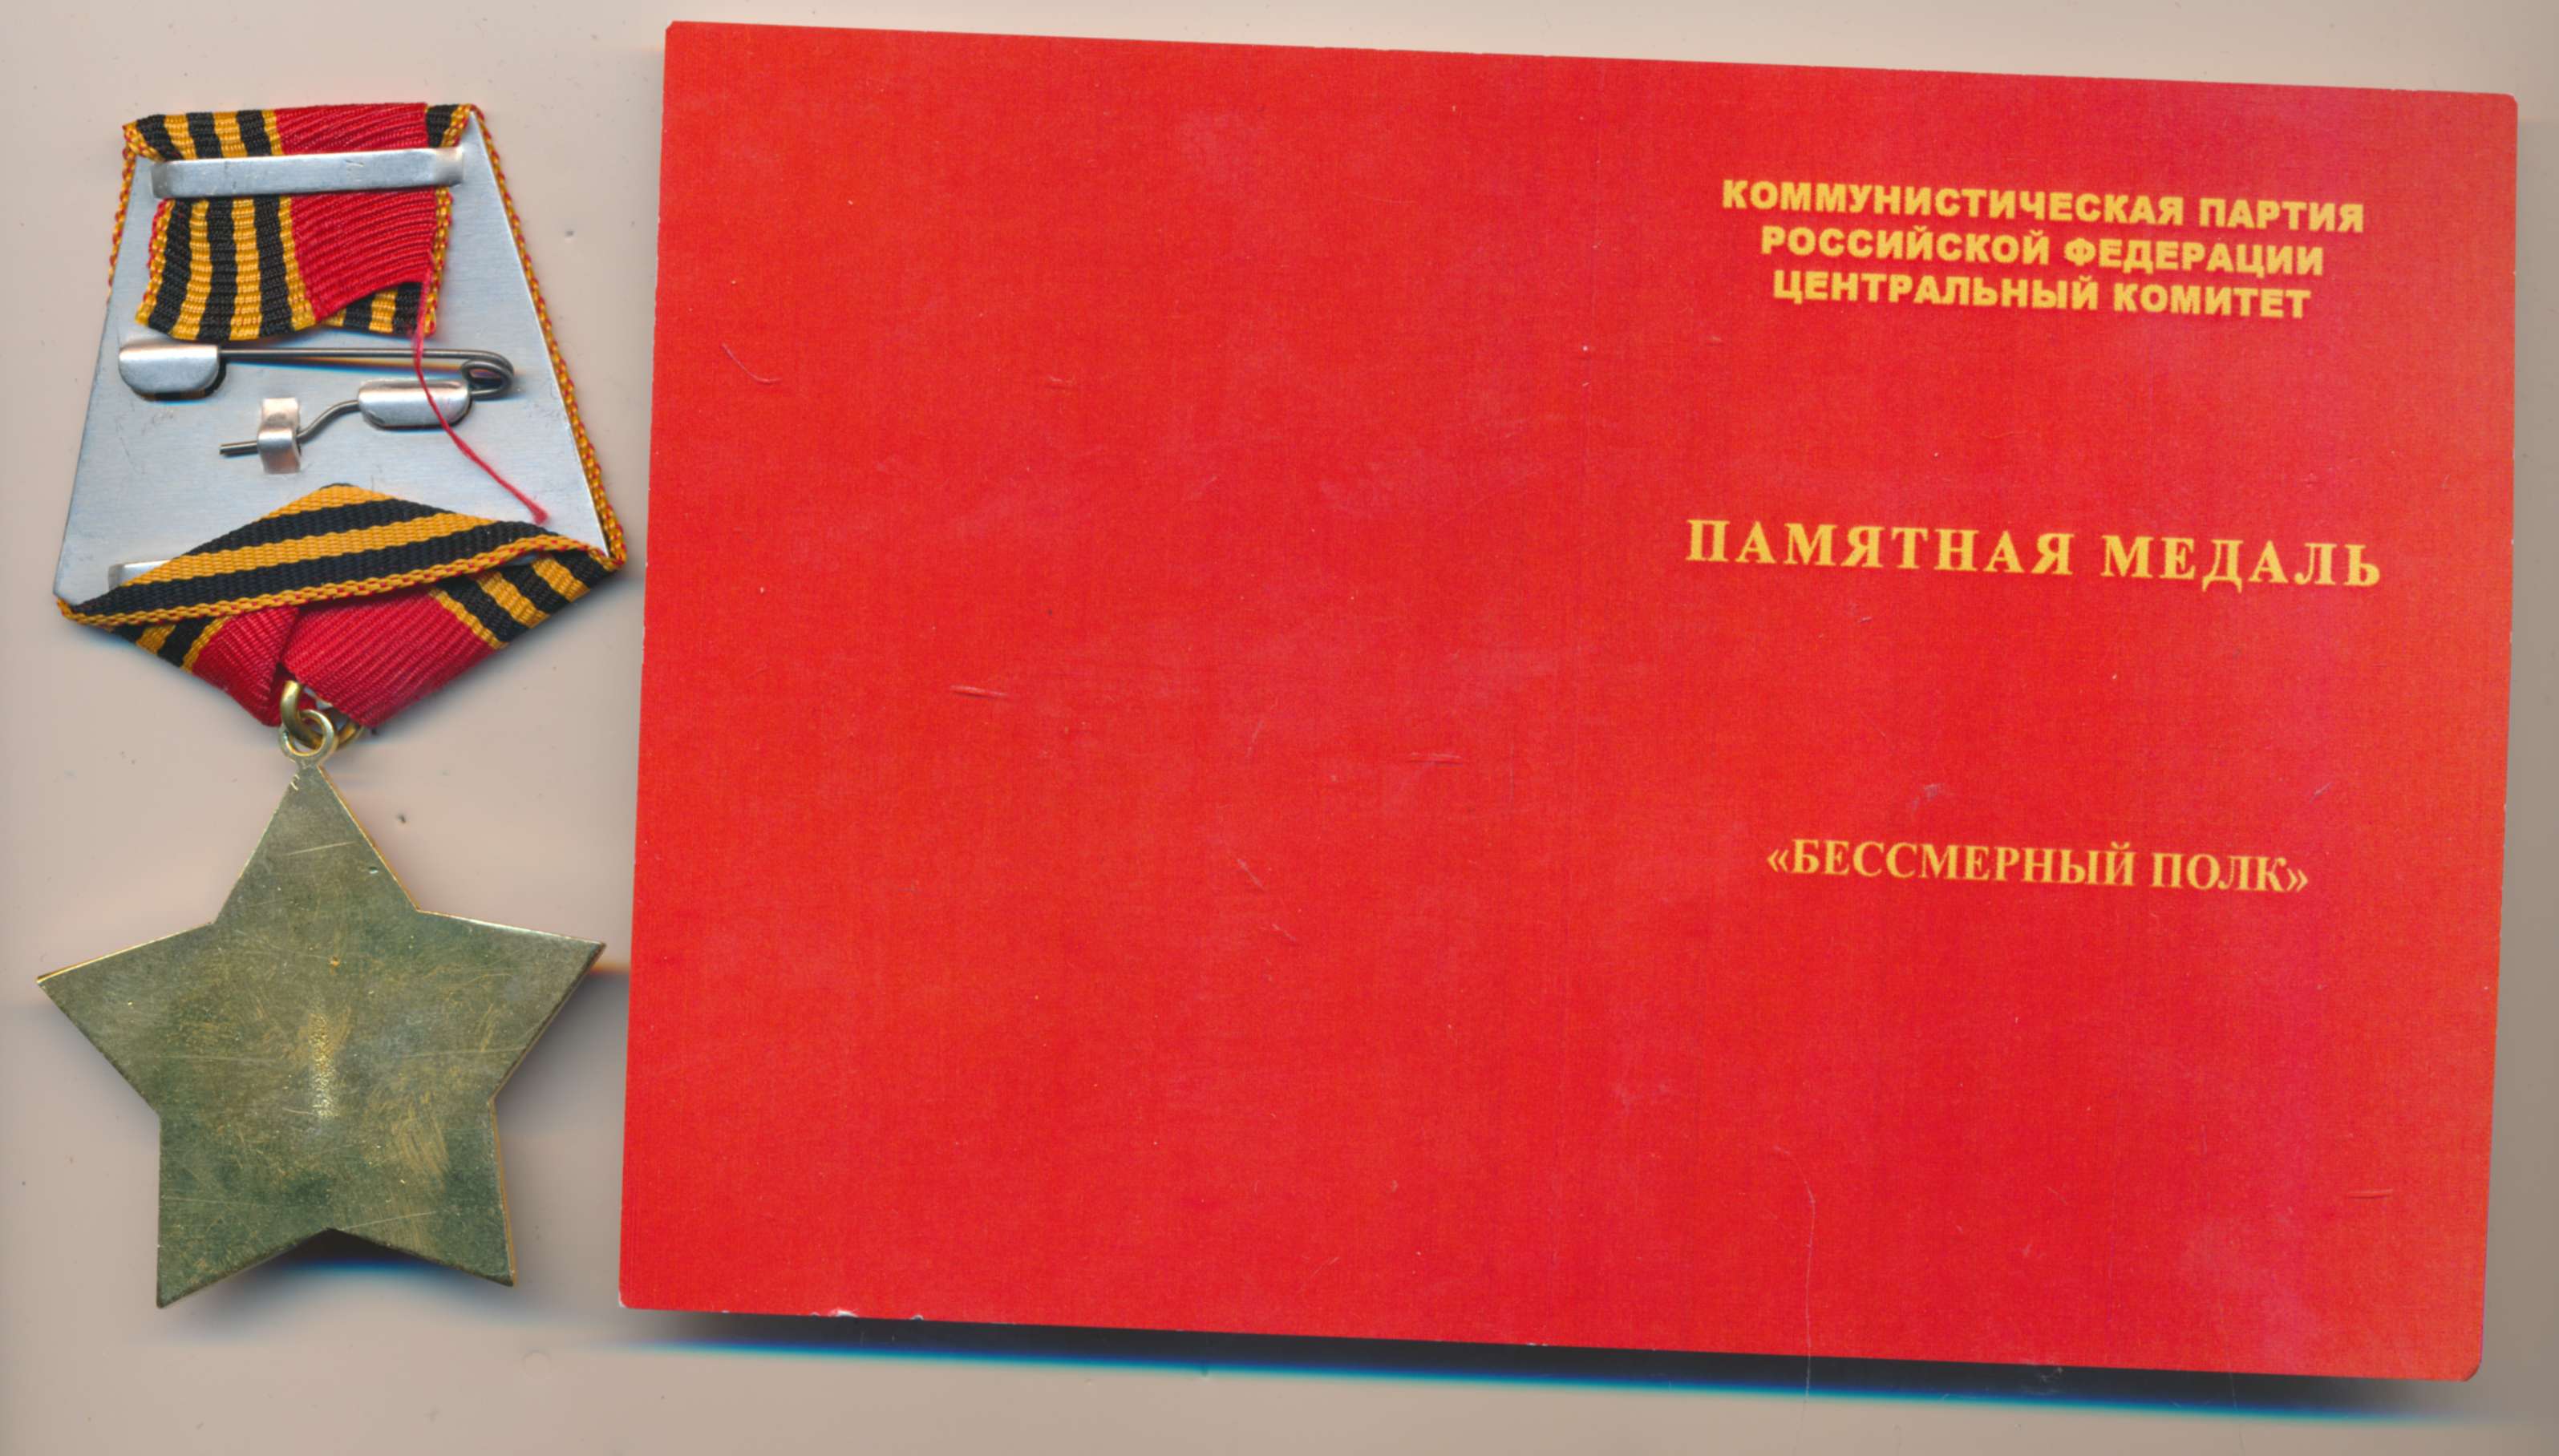 КОММУНИСТИЧЕСКАЯ ПАРТИЯ
РОССИЙСКОЙ ФЕДЕРАЦИИ
ЦЕНТРАЛЬНЫЙ КОМИТЕТ
ПАМЯТНАЯ МЕДАЛЬ
«БЕССМЕРНЫЙ ПОЛК»